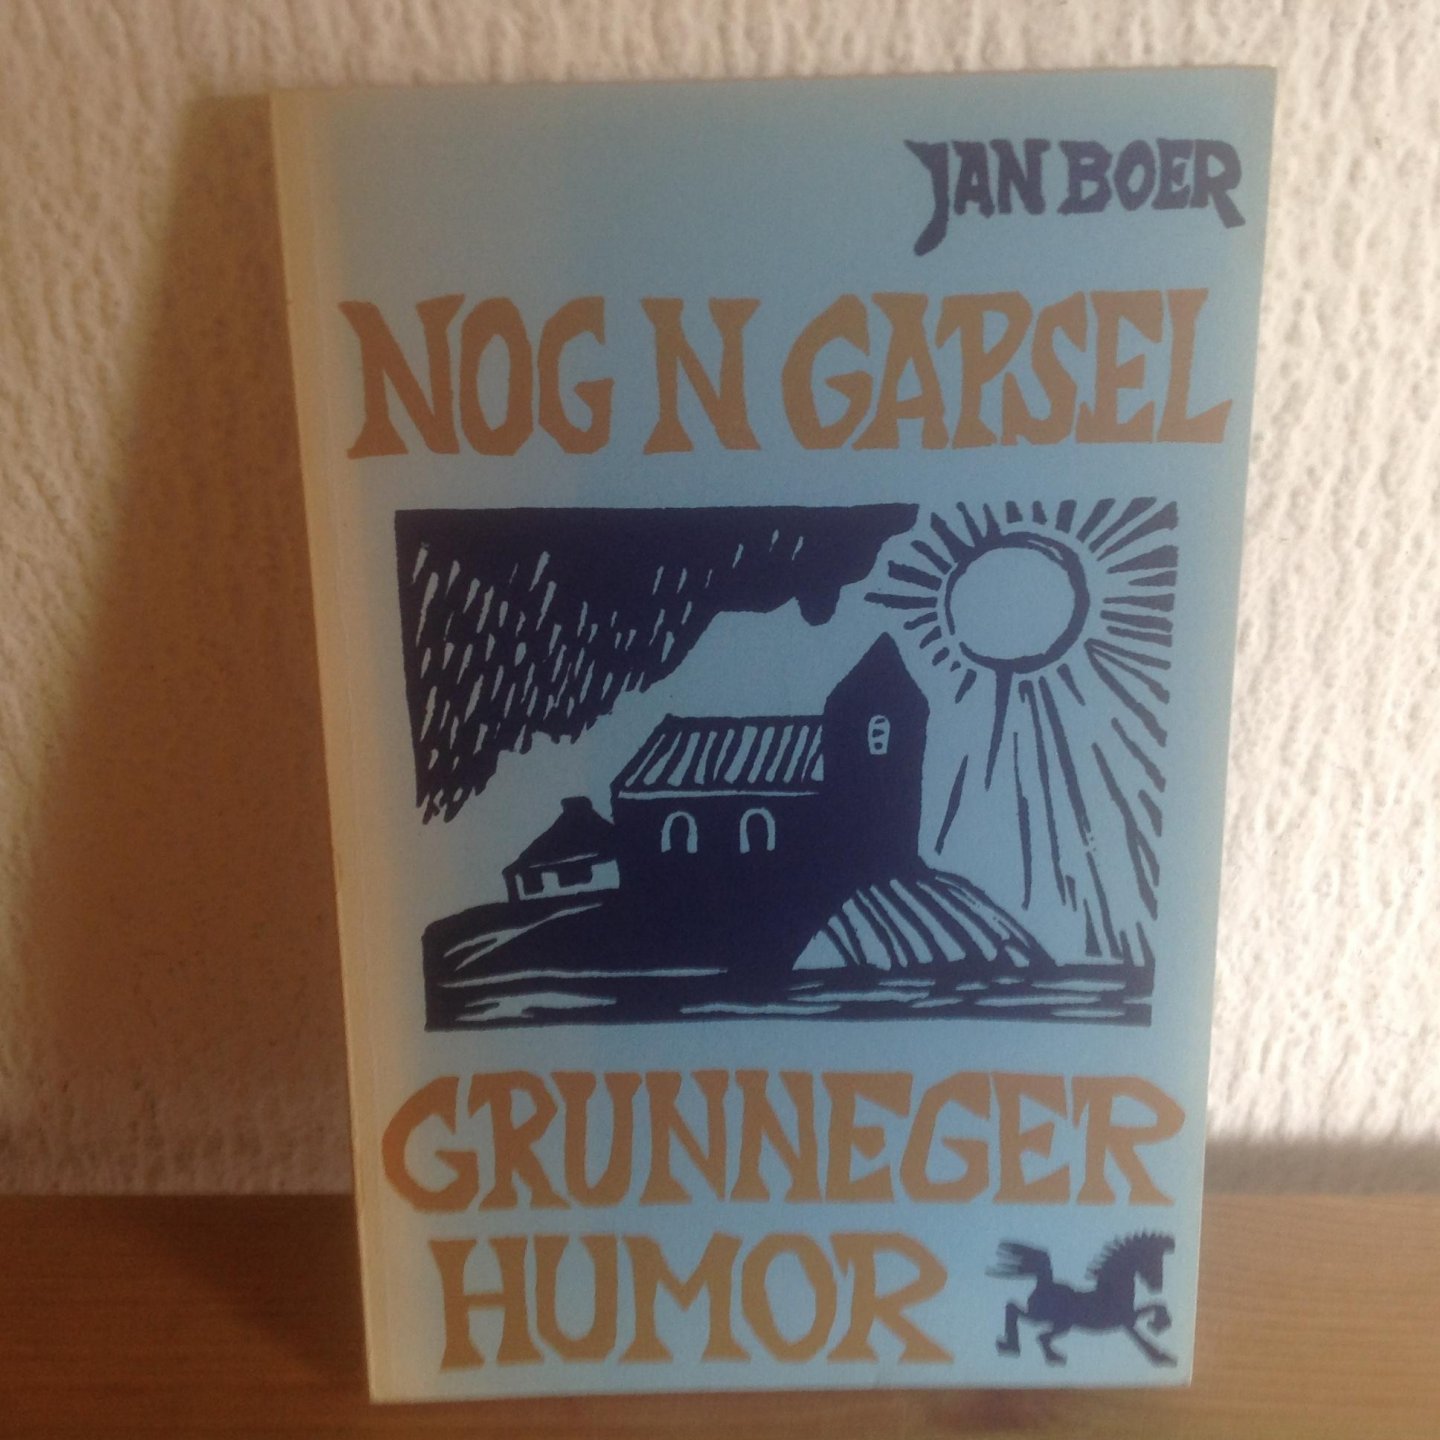 JAN BOER
NOG N GAPSEL
GRUNNEGER
HUMOR